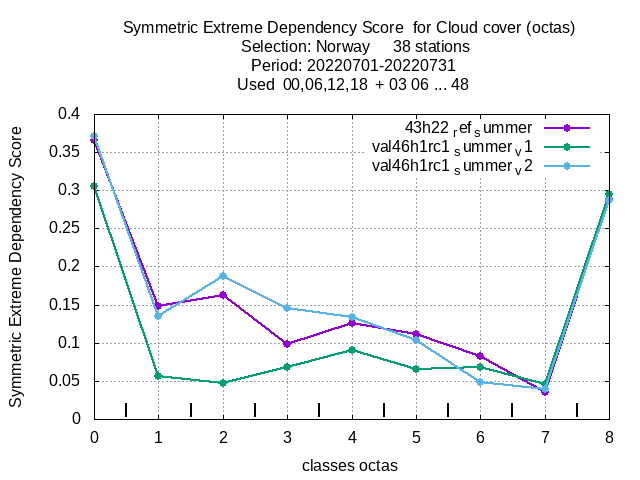 Symmetric Extreme Dependency Score for Cloud cover (octas)
Selection: Norway 38 stations
Period: 20220701-20220731
Used 00,06,12,18 + 03 06 ... 48
Symmetric Extreme Dependency Score
0.4
0.35
0.3
0.25
0.2
0.15
0.1
0.05
0
43h22 ref summer
val46h1rc1 summer v1
val46h1rc1 summer v2
0 1 2 3 4 5 6 7 8
classes octas